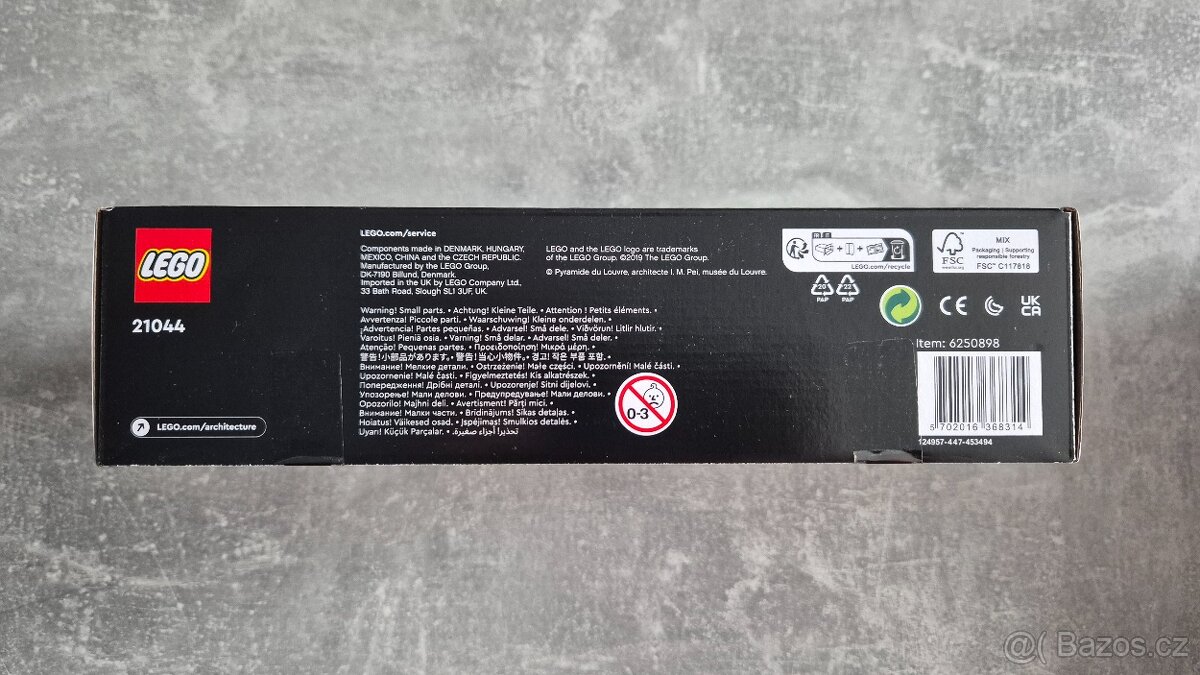 LEGO
21044
LEGO.com/architecture
LEGO.com/service
Components made in DENMARK, HUNGARY,
MEXICO, CHINA and the CZECH REPUBLIC.
Manufactured by the LEGO Group,
DK-7190 Billund, Denmark.
Imported in the UK by LEGO Company Ltd.,
33 Bath Road, Slough SL1 3UF, UK.
LEGO and the LEGO logo are trademarks
of the LEGO Group. ©2019 The LEGO Group.
© Pyramide du Louvre, architecte I. M. Pei, musée du Louvre.
Warning! Small parts. • Achtung! Kleine Teile. • Attention ! Petits éléments. •
Avvertenza! Piccole parti. • Waarschuwing! Kleine onderdelen. •
¡Advertencia! Partes pequeñas. • Advarsel! Små dele. • Viðvörun! Litlir hlutir. •
Varoitus! Pieniä osia. • Varning! Små delar. • Advarsel! Små deler. •
Atenção! Pequenas partes. • Προειδοποίηση! Μικρά μέρη. •
警告!小部品があります。• 警告!当心小物件。• 경고! 작은 부품 포함. •
Внимание! Мелкие детали. • Ostrzeżenie! Małe części. • Upozornění! Malé části. •
Upozornenie! Malé časti. • Figyelmeztetés! Kis alkatrészek. •
Попередження! Дрібні деталі. • Upozorenje! Sitni dijelovi. •
Упозорење! Мали делови. • Предупредување! Мали делови. •
Opozorilo! Majhni deli. • Avertisment! Părți mici. •
Внимание! Малки части. • Brīdinājums! Sīkas detaļas. •
Hoiatus! Väikesed osad. • Įspėjimas! Smulkios detalės. •
Uyarı! Küçük Parçalar. • تحذير! أجزاء صغيرة. •
0-3
FR
LEGO.com/recycle
20
PAP
22
PAP
FSC
www.fsc.org
MIX
Packaging | Supporting
responsible forestry
FSC™ C117818
CE
UK
CA
Item: 6250898
5 702016 368314
124957-447-453494
@( Bazos.cz